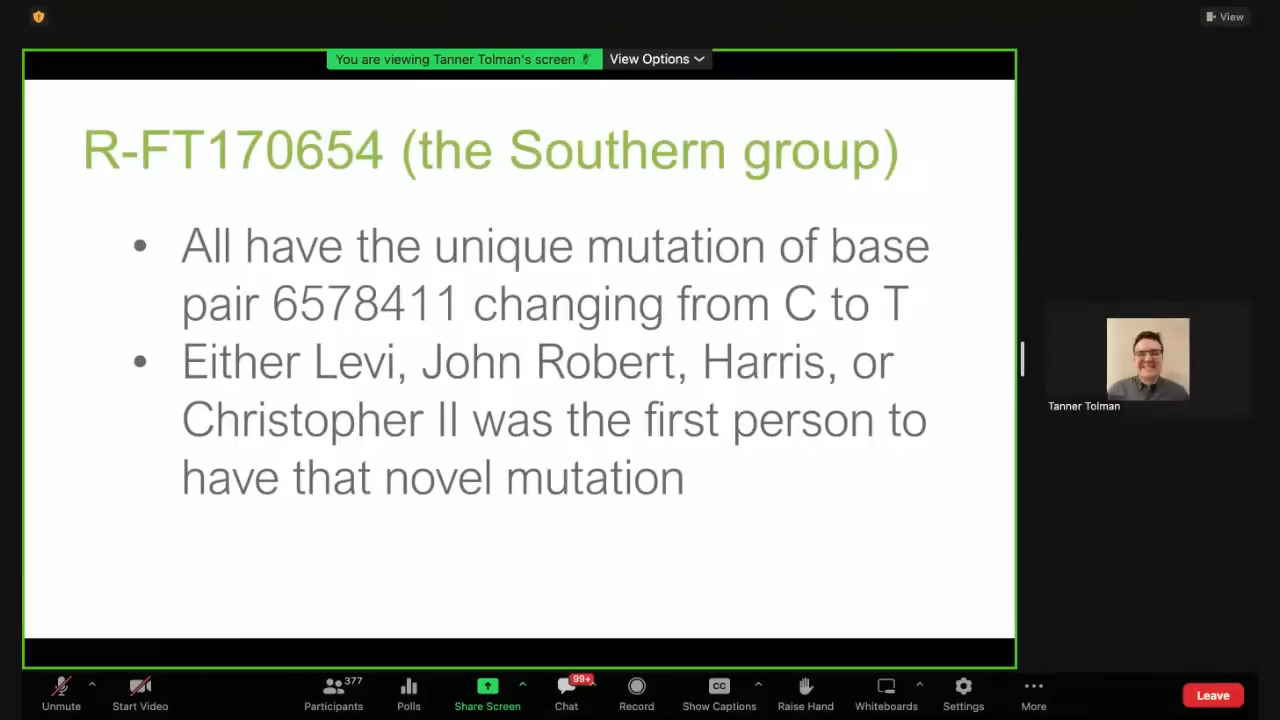 View
You are viewing Tanner Tolman's screen
View Options
R-FT170654 (the Southern group)
• All have the unique mutation of base
pair 6578411 changing from C to T
• Either Levi, John Robert, Harris, or
Christopher II was the first person to
have that novel mutation
Tanner Tolman
377
99+
CC
Unmute
Start Video
Participants
Polls
Share Screen
Chat
Record
Show Captions
Raise Hand
Whiteboards
Settings
More
Leave